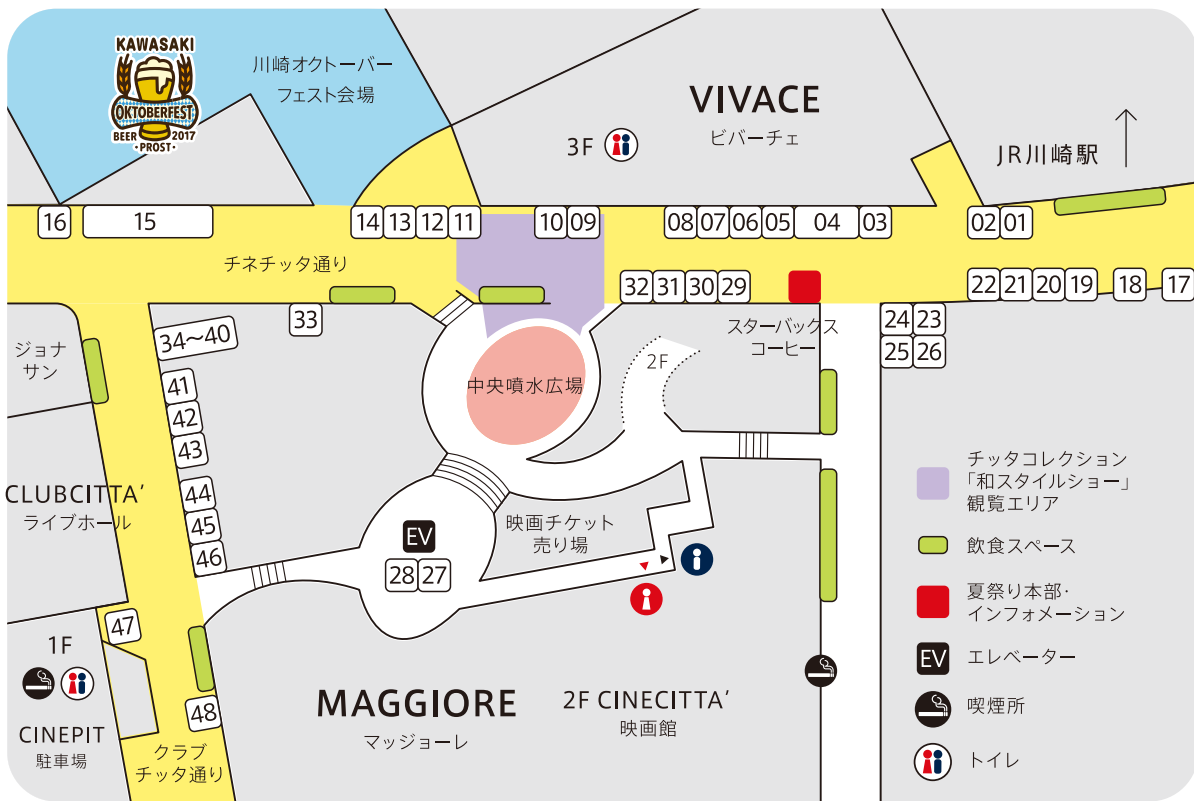 KAWASAKI
OKTOBERFEST
BEER 2017
・PROST・
川崎オクトーバー
フェスト会場
VIVACE
ビバーチェ
3F
JR川崎駅
16
15
14
13
12
11
10
09
08
07
06
05
04
03
02
01
チネチッタ通り
32
31
30
29
22
21
20
19
18
17
33
34〜40
スターバックス
コーヒー
24
23
25
26
ジョナ
サン
2F
中央噴水広場
41
42
43
44
45
46
CLUBCITTA’
ライブホール
映画チケット
売り場
EV
28
27
47
1F
CINEPIT
駐車場
48
クラブ
チッタ通り
MAGGIORE
マッジョーレ
2F CINECITTA’
映画館
チッタコレクション
「和スタイルショー」
観覧エリア
飲食スペース
夏祭り本部・
インフォメーション
EV エレベーター
喫煙所
トイレ